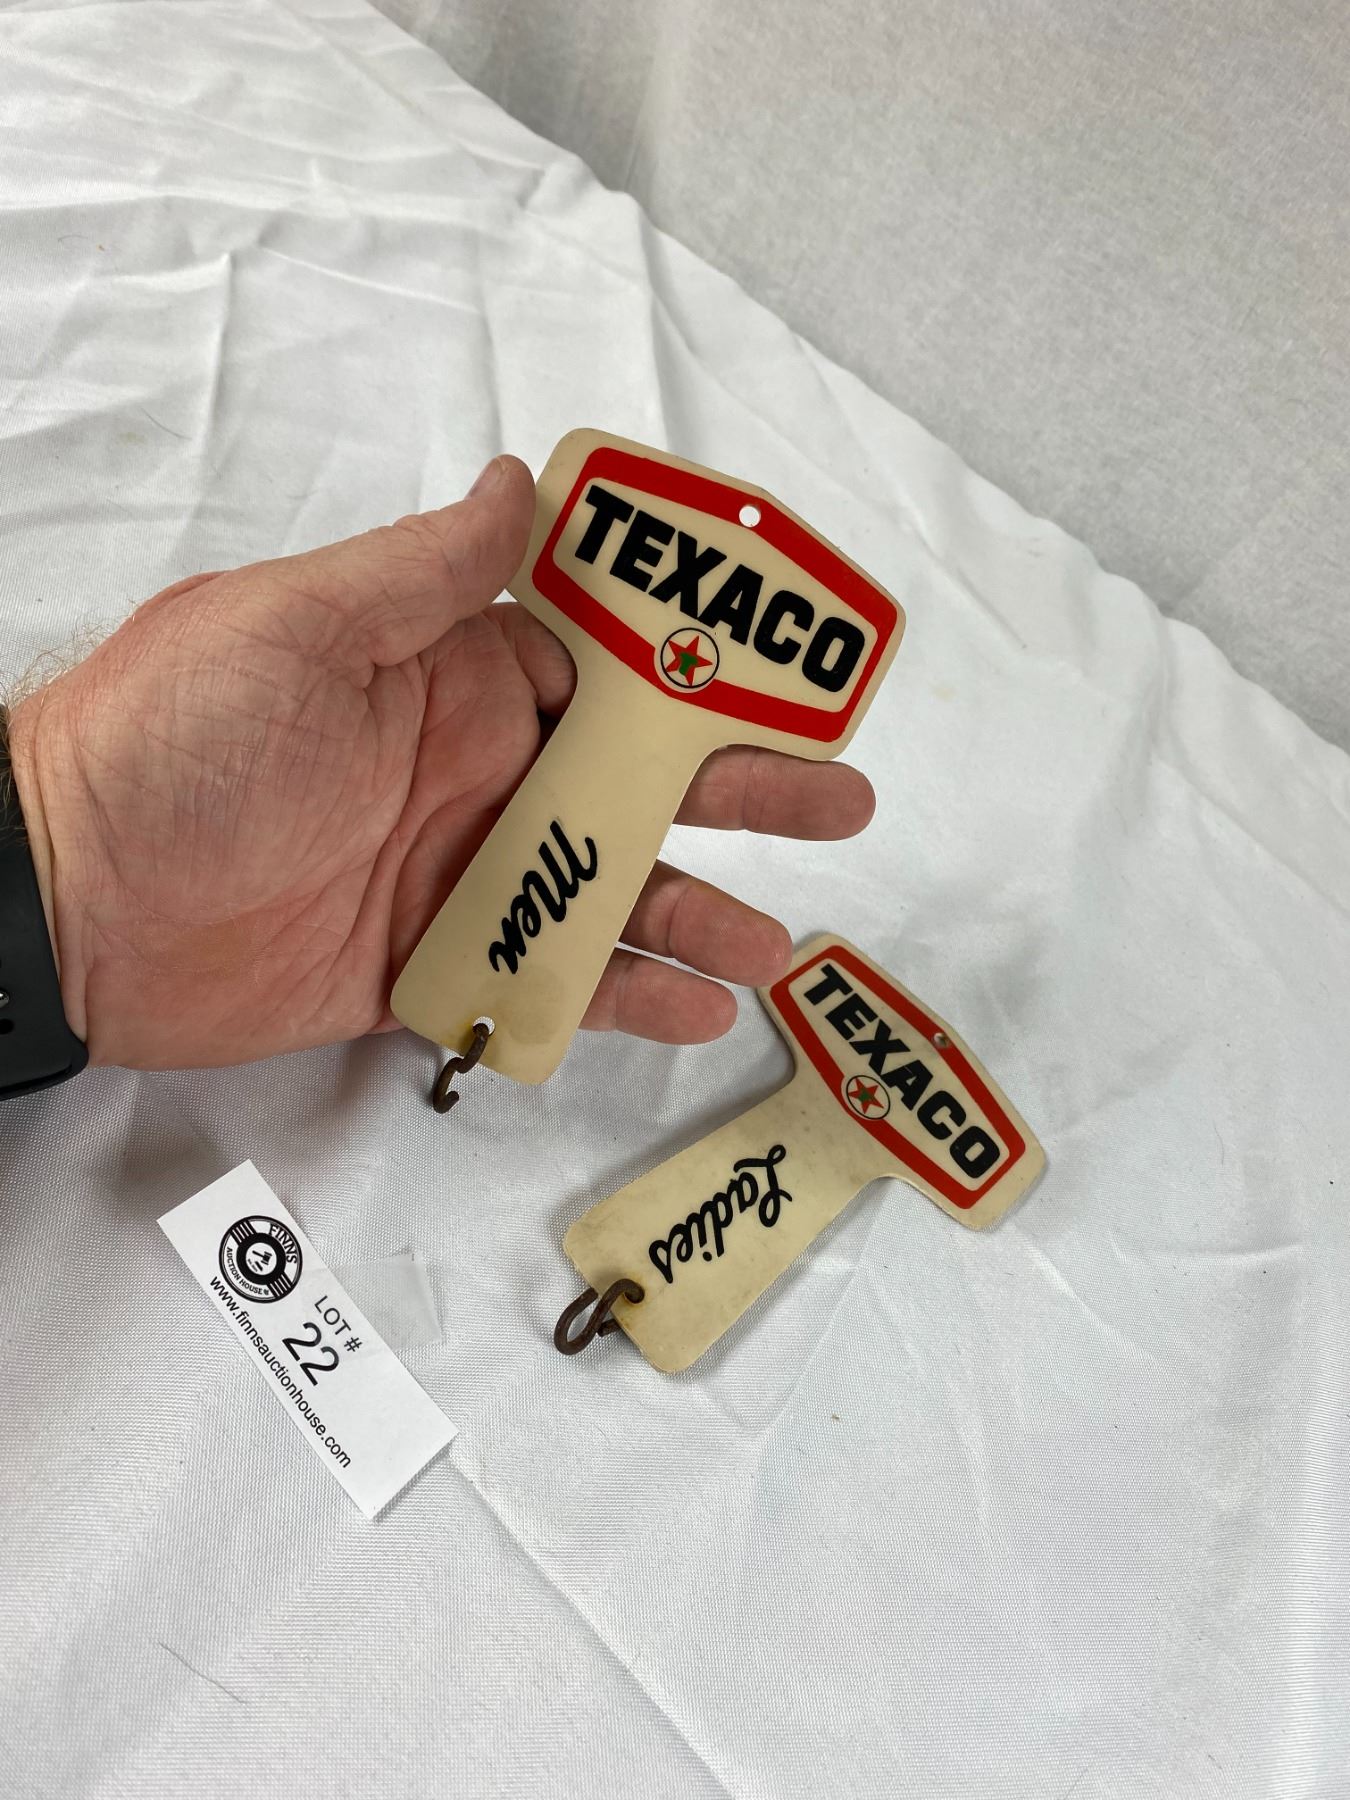 TEXACO
T
Men
TEXACO
T
Ladies
FINNS
AUCTION HOUSE
LOT #
22
www.finnsauctionhouse.com